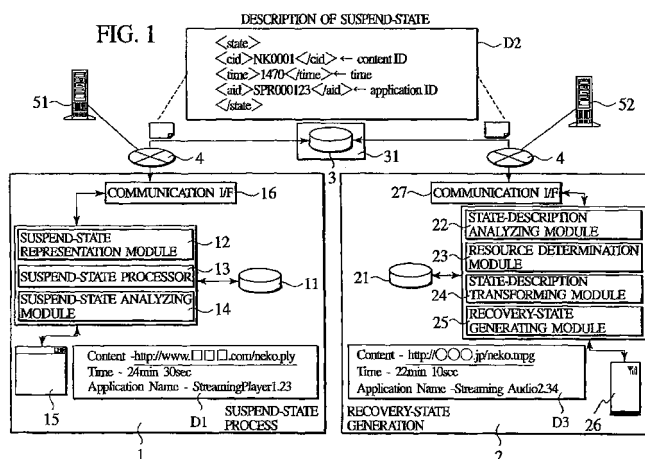 FIG. 1
DESCRIPTION OF SUSPEND-STATE
<state>
<cid>NK0001</cid> ← content ID
<time>1470</time> ← time
<aid>SPR000123</aid> ← application ID
</state>
D2
51
52
4
3
31
4
COMMUNICATION I/F
16
SUSPEND-STATE REPRESENTATION MODULE
12
SUSPEND-STATE PROCESSOR
13
SUSPEND-STATE ANALYZING MODULE
14
11
15
Content -http://www.□□□.com/neko.ply
Time - 24min 30sec
Application Name - StreamingPlayer1.23
D1
SUSPEND-STATE PROCESS
1
27
COMMUNICATION I/F
22
STATE-DESCRIPTION ANALYZING MODULE
23
RESOURCE DETERMINATION MODULE
21
24
STATE-DESCRIPTION TRANSFORMING MODULE
25
RECOVERY-STATE GENERATING MODULE
Content - http://○○○.jp/neko.mpg
Time - 22min 10sec
Application Name -Streaming Audio2.34
D3
26
RECOVERY-STATE GENERATION
2